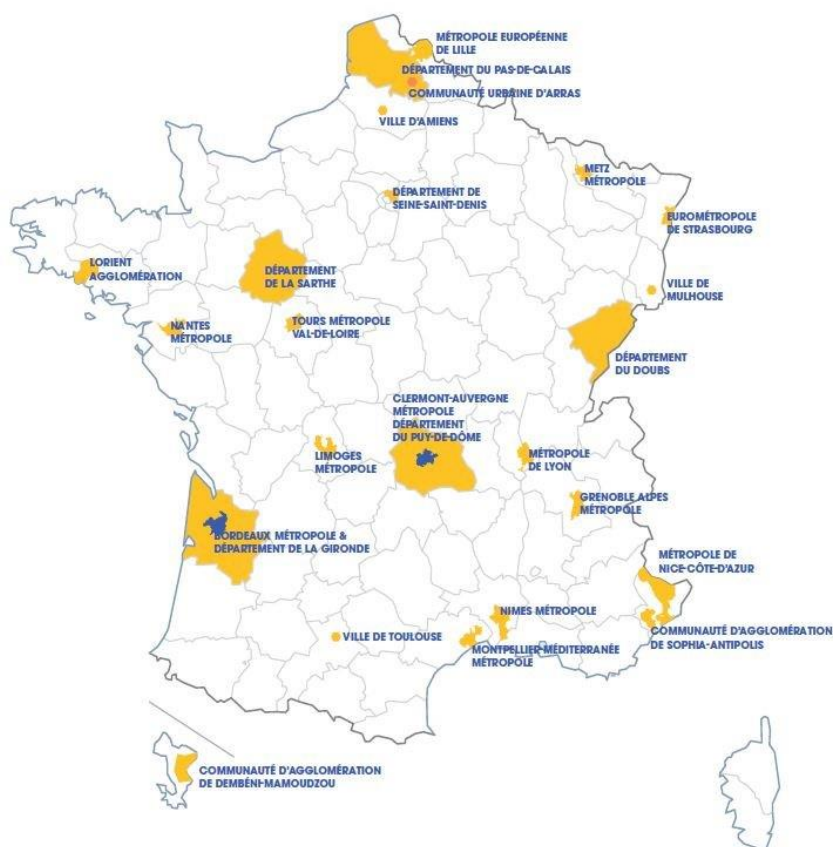 MÉTROPOLE EUROPÉENNE
DE LILLE
DÉPARTEMENT DU PAS-DE-CALAIS
COMMUNAUTÉ URBAINE D'ARRAS
VILLE D'AMIENS
METZ
MÉTROPOLE
DÉPARTEMENT DE
SEINE-SAINT-DENIS
EUROMÉTROPOLE
DE STRASBOURG
LORIENT
AGGLOMÉRATION
DÉPARTEMENT
DE LA SARTHE
VILLE DE
MULHOUSE
NANTES
MÉTROPOLE
TOURS MÉTROPOLE
VAL-DE-LOIRE
DÉPARTEMENT
DU DOUBS
CLERMONT-AUVERGNE
MÉTROPOLE
DÉPARTEMENT
DU PUY-DE-DÔME
LIMOGES
MÉTROPOLE
MÉTROPOLE
DE LYON
GRENOBLE ALPES
MÉTROPOLE
BORDEAUX MÉTROPOLE &
DÉPARTEMENT DE LA GIRONDE
MÉTROPOLE DE
NICE-CÔTE-D'AZUR
NIMES MÉTROPOLE
VILLE DE TOULOUSE
COMMUNAUTÉ D'AGGLOMÉRATION
DE SOPHIA-ANTIPOLIS
MONTPELLIER-MÉDITERRANÉE
MÉTROPOLE
COMMUNAUTÉ D'AGGLOMÉRATION
DE DEMBÉNI-MAMOUDZOU